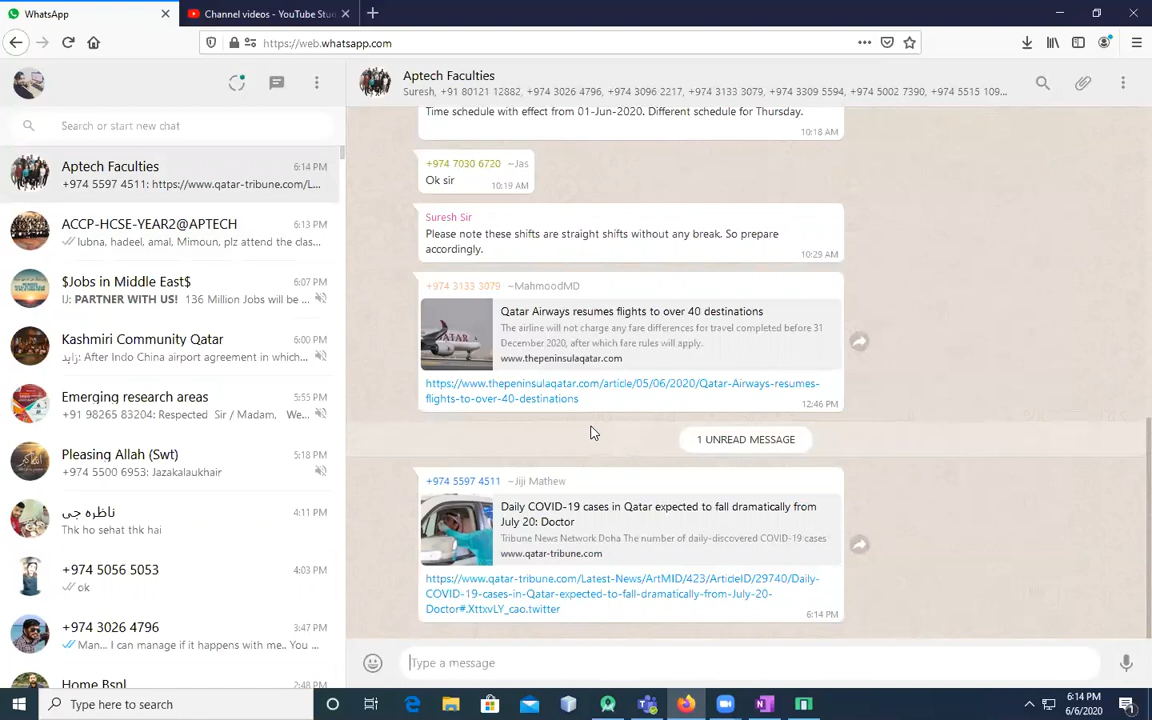 WhatsApp
Channel videos - YouTube Stu
https://web.whatsapp.com
Search or start new chat
Aptech Faculties
6:14 PM
+974 5597 4511: https://www.qatar-tribune.com/L...
ACCP-HCSE-YEAR2@APTECH
6:13 PM
lubna, hadeel, amal, Mimoun, plz attend the clas...
$Jobs in Middle East$
6:07 PM
IJ: PARTNER WITH US! 136 Million Jobs will be ...
Kashmiri Community Qatar
6:00 PM
زاید: After Indo China airport agreement in which...
Emerging research areas
5:55 PM
+91 98265 83204: Respected Sir / Madam, We...
Pleasing Allah (Swt)
5:18 PM
+974 5500 6953: Jazakalaukhair
ناظره جی
4:11 PM
Thk ho sehat thk hai
+974 5056 5053
4:03 PM
ok
+974 3026 4796
3:47 PM
Man... I can manage if it happens with me.. You ...
Home Bsnl
2:48 PM
Aptech Faculties
Suresh, +91 80121 12882, +974 3026 4796, +974 3096 2217, +974 3133 3079, +974 3309 5594, +974 5002 7390, +974 5515 109...
Time schedule with effect from 01-Jun-2020. Different schedule for Thursday.
10:18 AM
+974 7030 6720 ~Jas
Ok sir
10:19 AM
Suresh Sir
Please note these shifts are straight shifts without any break. So prepare
accordingly.
10:29 AM
+974 3133 3079 ~MahmoodMD
Qatar Airways resumes flights to over 40 destinations
The airline will not charge any fare differences for travel completed before 31
December 2020, after which fare rules will apply.
www.thepeninsulaqatar.com
https://www.thepeninsulaqatar.com/article/05/06/2020/Qatar-Airways-resumes-
flights-to-over-40-destinations
12:46 PM
1 UNREAD MESSAGE
+974 5597 4511 ~Jiji Mathew
Daily COVID-19 cases in Qatar expected to fall dramatically from
July 20: Doctor
Tribune News Network Doha The number of daily-discovered COVID-19 cases
www.qatar-tribune.com
https://www.qatar-tribune.com/Latest-News/ArtMID/423/ArticleID/29740/Daily-
COVID-19-cases-in-Qatar-expected-to-fall-dramatically-from-July-20-
Doctor#.XttxvLY_cao.twitter
6:14 PM
Type a message
Type here to search
6:14 PM
6/6/2020